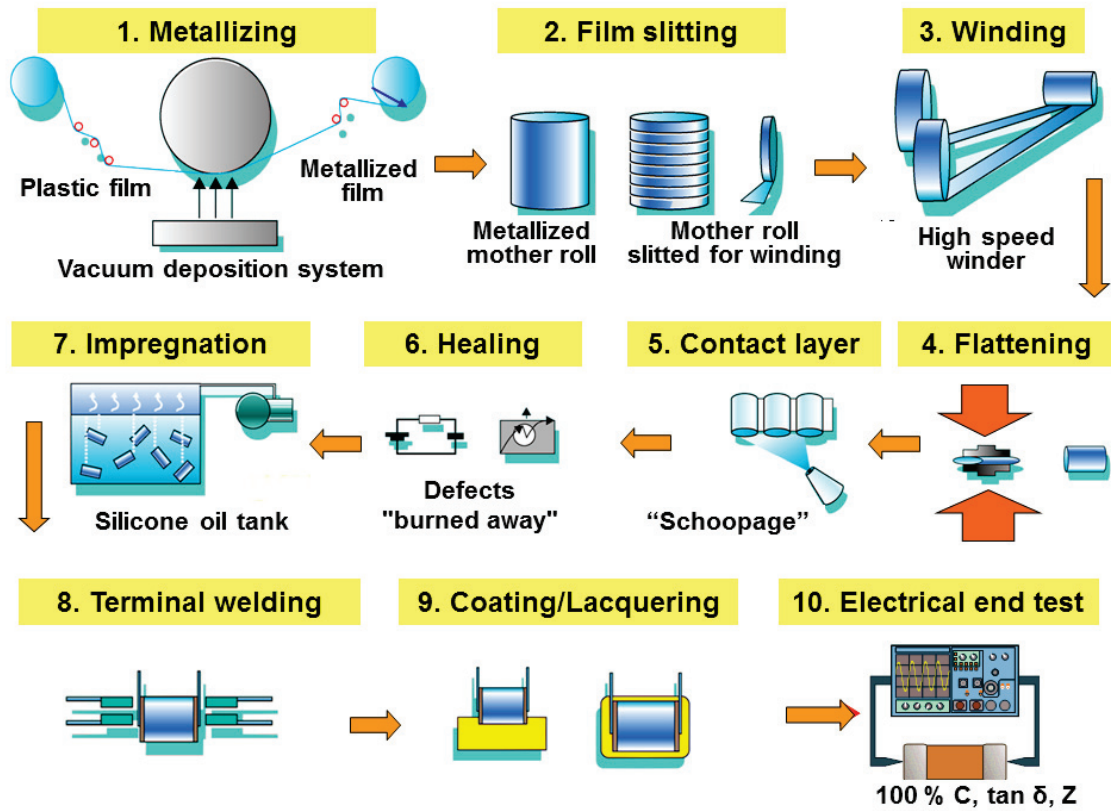 1. Metallizing
2. Film slitting
3. Winding
Plastic film
Metallized
film
Vacuum deposition system
Metallized
mother roll
Mother roll
slitted for winding
High speed
winder
7. Impregnation
6. Healing
5. Contact layer
4. Flattening
Silicone oil tank
Defects
"burned away"
“Schoopage”
8. Terminal welding
9. Coating/Lacquering
10. Electrical end test
100 % C, tan δ, Z